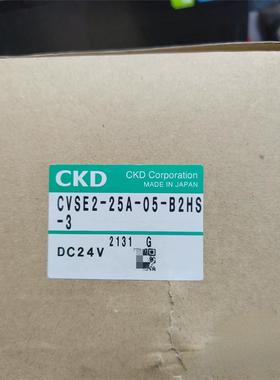 CKD
CKD Corporation
MADE IN JAPAN
CVSE2-25A-05-B2HS
-3
2131 G
DC24V